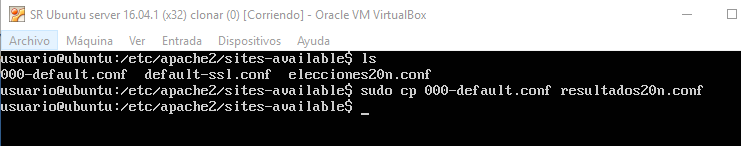 SR Ubuntu server 16.04.1 (x32) clonar (0) [Corriendo] - Oracle VM VirtualBox
Archivo Máquina Ver Entrada Dispositivos Ayuda
usuario@ubuntu:/etc/apache2/sites-available$ ls
000-default.conf  default-ssl.conf  elecciones20n.conf
usuario@ubuntu:/etc/apache2/sites-available$ sudo cp 000-default.conf resultados20n.conf
usuario@ubuntu:/etc/apache2/sites-available$ _